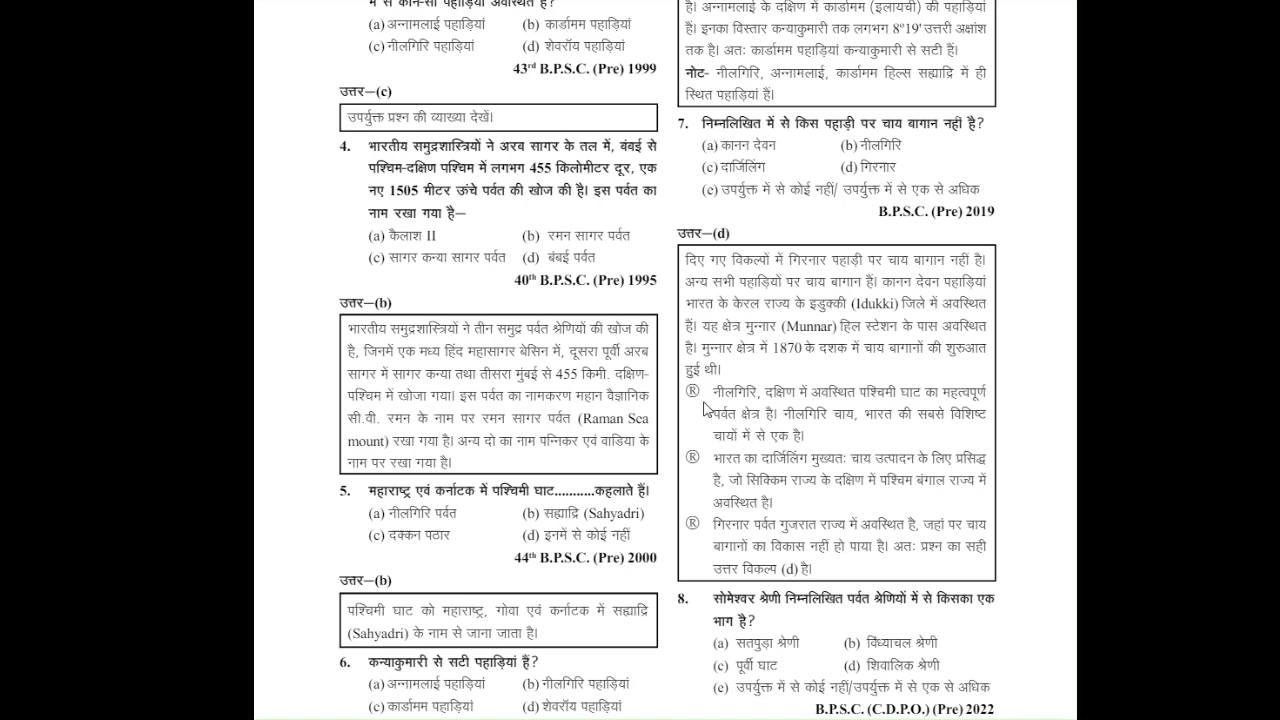 में से कौन-सी पहाड़ियां अवस्थित हैं?
(a) अन्नामलाई पहाड़ियां (b) कार्डामम पहाड़ियां
(c) नीलगिरि पहाड़ियां (d) शेवरॉय पहाड़ियां
43rd B.P.S.C. (Pre) 1999
उत्तर—(c)
उपर्युक्त प्रश्न की व्याख्या देखें।
4. भारतीय समुद्रशास्त्रियों ने अरब सागर के तल में, बंबई से
पश्चिम-दक्षिण पश्चिम में लगभग 455 किलोमीटर दूर, एक
नए 1505 मीटर ऊंचे पर्वत की खोज की है। इस पर्वत का
नाम रखा गया है—
(a) कैलाश II (b) रमन सागर पर्वत
(c) सागर कन्या सागर पर्वत (d) बंबई पर्वत
40th B.P.S.C. (Pre) 1995
उत्तर—(b)
भारतीय समुद्रशास्त्रियों ने तीन समुद्र पर्वत श्रेणियों की खोज की
है, जिनमें एक मध्य हिंद महासागर बेसिन में, दूसरा पूर्वी अरब
सागर में सागर कन्या तथा तीसरा मुंबई से 455 किमी. दक्षिण-
पश्चिम में खोजा गया। इस पर्वत का नामकरण महान वैज्ञानिक
सी.वी. रमन के नाम पर रमन सागर पर्वत (Raman Sea
mount) रखा गया है। अन्य दो का नाम पन्निकर एवं वाडिया के
नाम पर रखा गया है।
5. महाराष्ट्र एवं कर्नाटक में पश्चिमी घाट...........कहलाते हैं।
(a) नीलगिरि पर्वत (b) सह्याद्रि (Sahyadri)
(c) दक्कन पठार (d) इनमें से कोई नहीं
44th B.P.S.C. (Pre) 2000
उत्तर—(b)
पश्चिमी घाट को महाराष्ट्र, गोवा एवं कर्नाटक में सह्याद्रि
(Sahyadri) के नाम से जाना जाता है।
6. कन्याकुमारी से सटी पहाड़ियां हैं?
(a) अन्नामलाई पहाड़ियां (b) नीलगिरि पहाड़ियां
(c) कार्डामम पहाड़ियां (d) शेवरॉय पहाड़ियां
है। अन्नामलाई के दक्षिण में कार्डामम (इलायची) की पहाड़ियां
हैं। इनका विस्तार कन्याकुमारी तक लगभग 8º19' उत्तरी अक्षांश
तक है। अतः कार्डामम पहाड़ियां कन्याकुमारी से सटी हैं।
नोट- नीलगिरि, अन्नामलाई, कार्डामम हिल्स सह्याद्रि में ही
स्थित पहाड़ियां हैं।
7. निम्नलिखित में से किस पहाड़ी पर चाय बागान नहीं है?
(a) कानन देवन (b) नीलगिरि
(c) दार्जिलिंग (d) गिरनार
(e) उपर्युक्त में से कोई नहीं/ उपर्युक्त में से एक से अधिक
B.P.S.C. (Pre) 2019
उत्तर—(d)
दिए गए विकल्पों में गिरनार पहाड़ी पर चाय बागान नहीं है।
अन्य सभी पहाड़ियों पर चाय बागान हैं। कानन देवन पहाड़ियां
भारत के केरल राज्य के इडुक्की (Idukki) जिले में अवस्थित
हैं। यह क्षेत्र मुन्नार (Munnar) हिल स्टेशन के पास अवस्थित
है। मुन्नार क्षेत्र में 1870 के दशक में चाय बागानों की शुरुआत
हुई थी।
® नीलगिरि, दक्षिण में अवस्थित पश्चिमी घाट का महत्वपूर्ण
पर्वत क्षेत्र है। नीलगिरि चाय, भारत की सबसे विशिष्ट
चायों में से एक है।
® भारत का दार्जिलिंग मुख्यतः चाय उत्पादन के लिए प्रसिद्ध
है, जो सिक्किम राज्य के दक्षिण में पश्चिम बंगाल राज्य में
अवस्थित है।
® गिरनार पर्वत गुजरात राज्य में अवस्थित है, जहां पर चाय
बागानों का विकास नहीं हो पाया है। अतः प्रश्न का सही
उत्तर विकल्प (d) है।
8. सोमेश्वर श्रेणी निम्नलिखित पर्वत श्रेणियों में से किसका एक
भाग है?
(a) सतपुड़ा श्रेणी (b) विंध्याचल श्रेणी
(c) पूर्वी घाट (d) शिवालिक श्रेणी
(e) उपर्युक्त में से कोई नहीं/उपर्युक्त में से एक से अधिक
B.P.S.C. (C.D.P.O.) (Pre) 2022